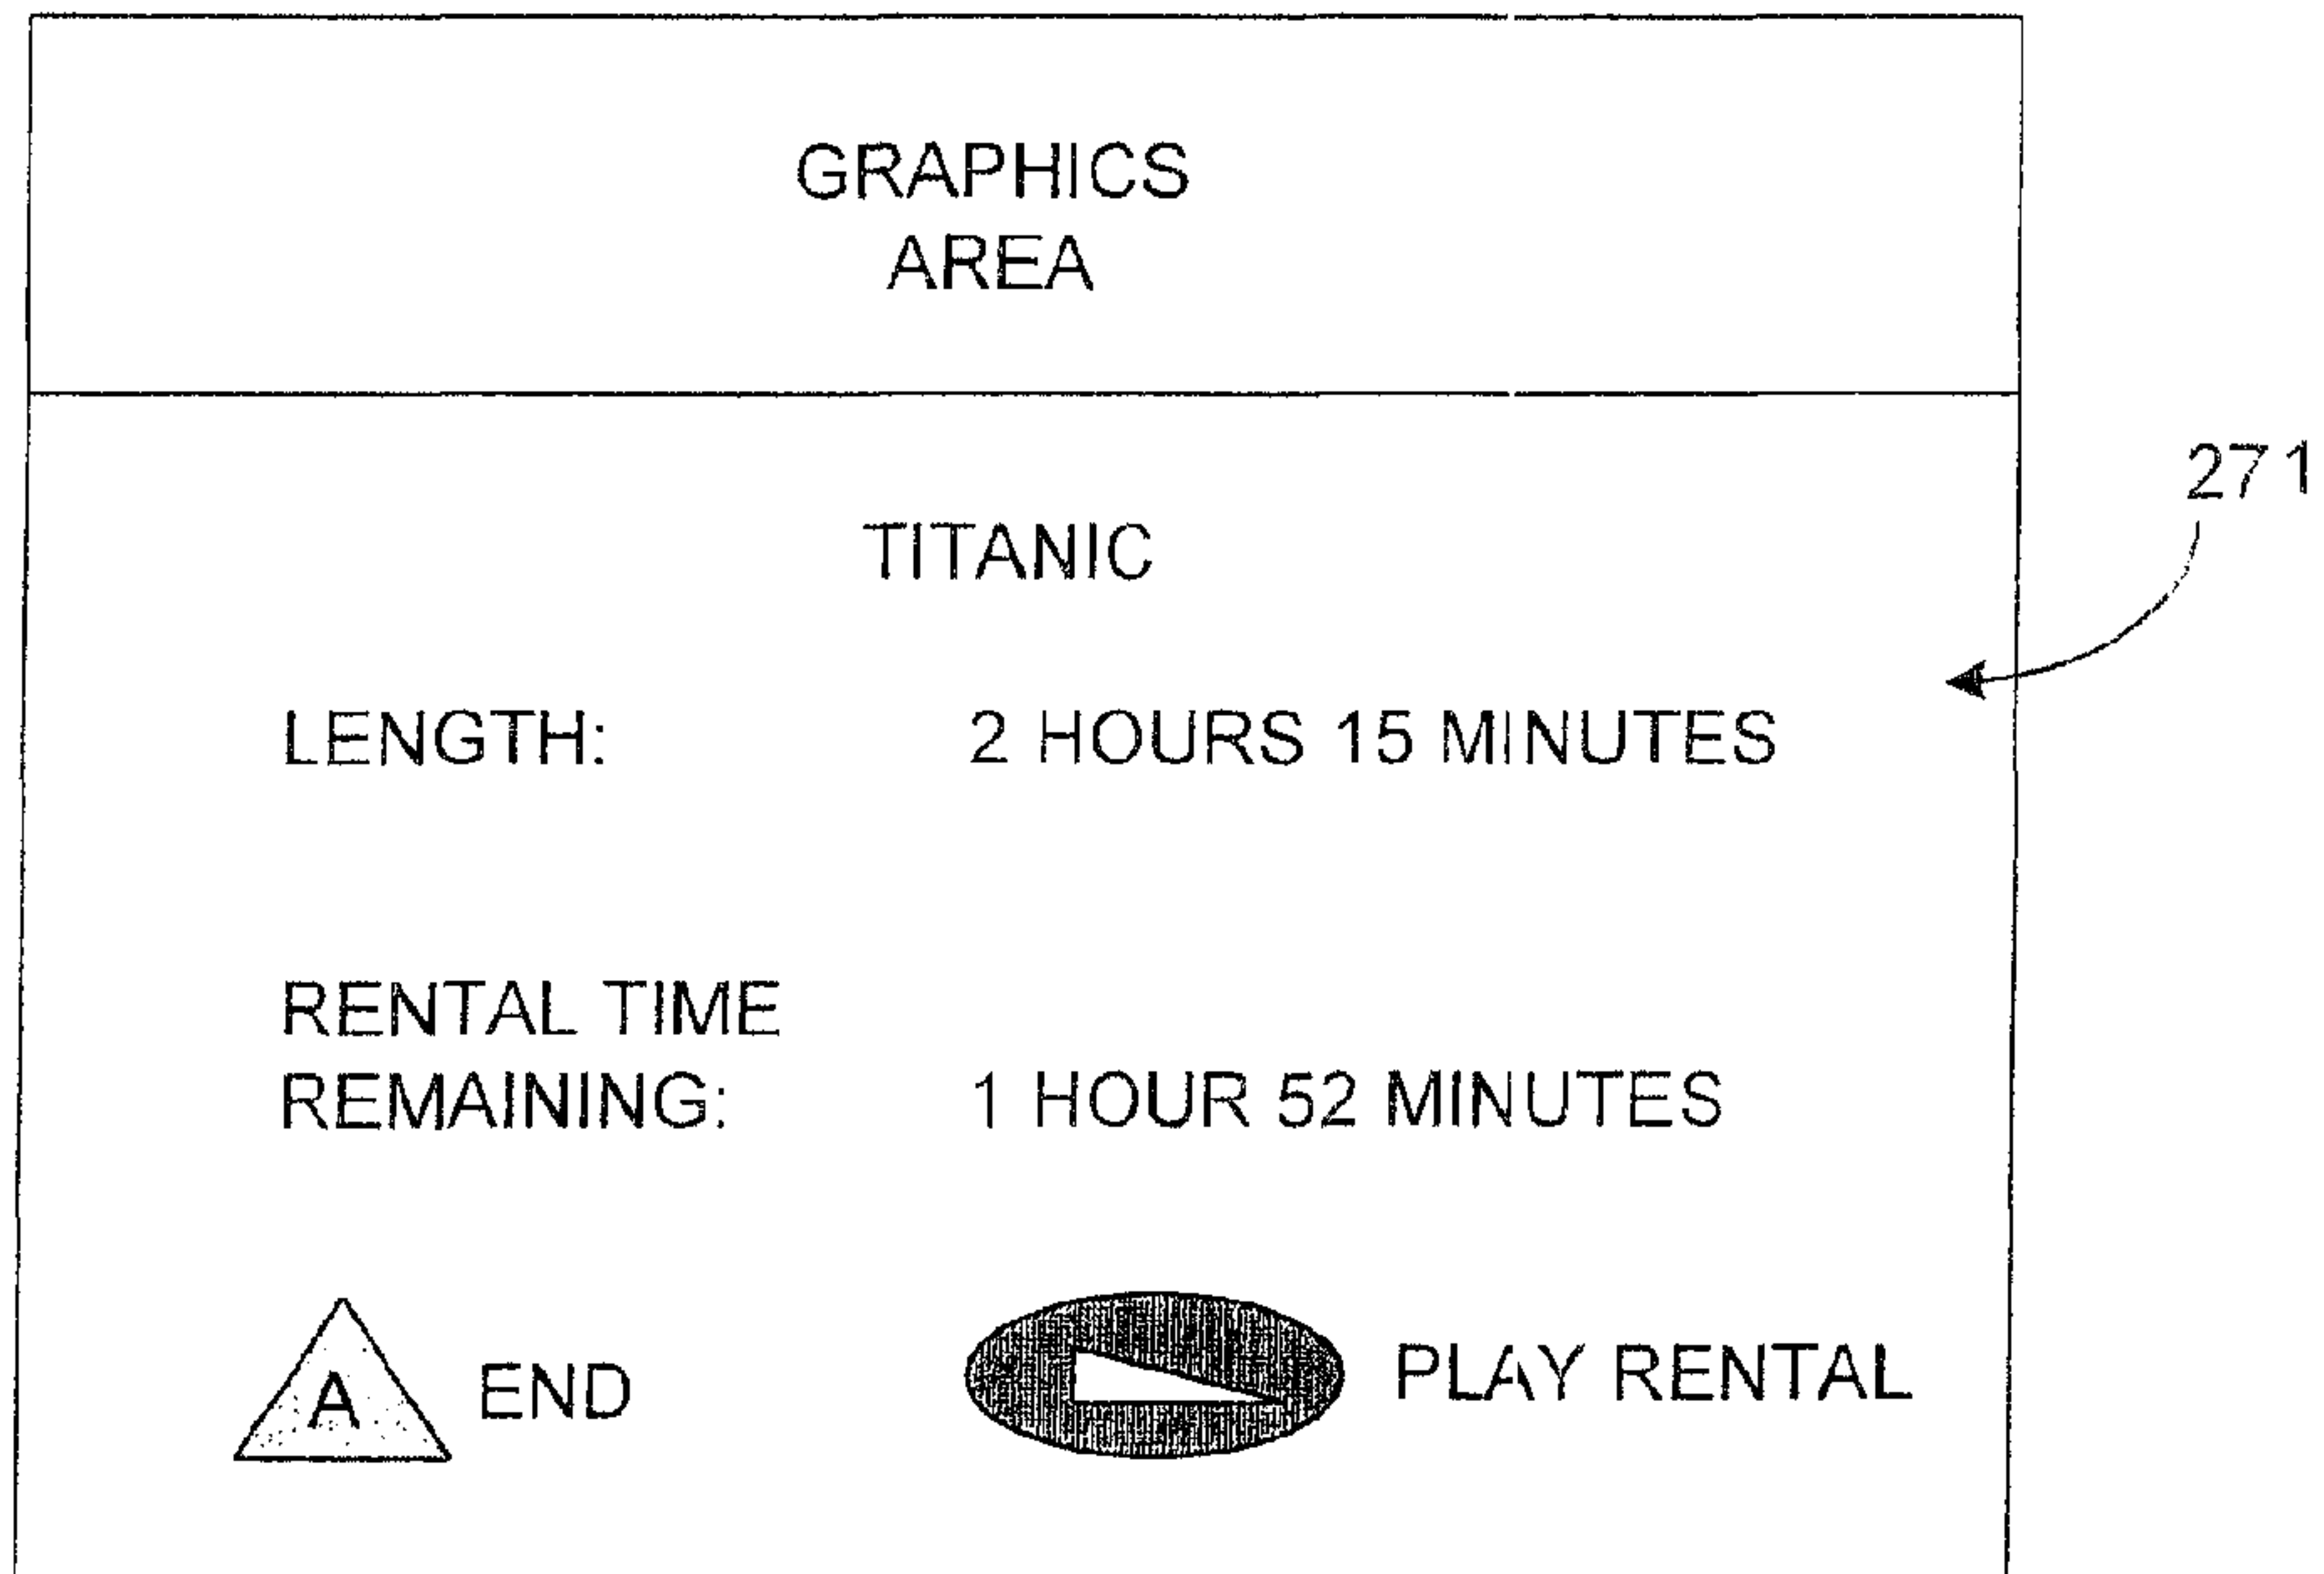 GRAPHICS
AREA
271
TITANIC
LENGTH: 2 HOURS 15 MINUTES
RENTAL TIME
REMAINING: 1 HOUR 52 MINUTES
A END PLAY RENTAL